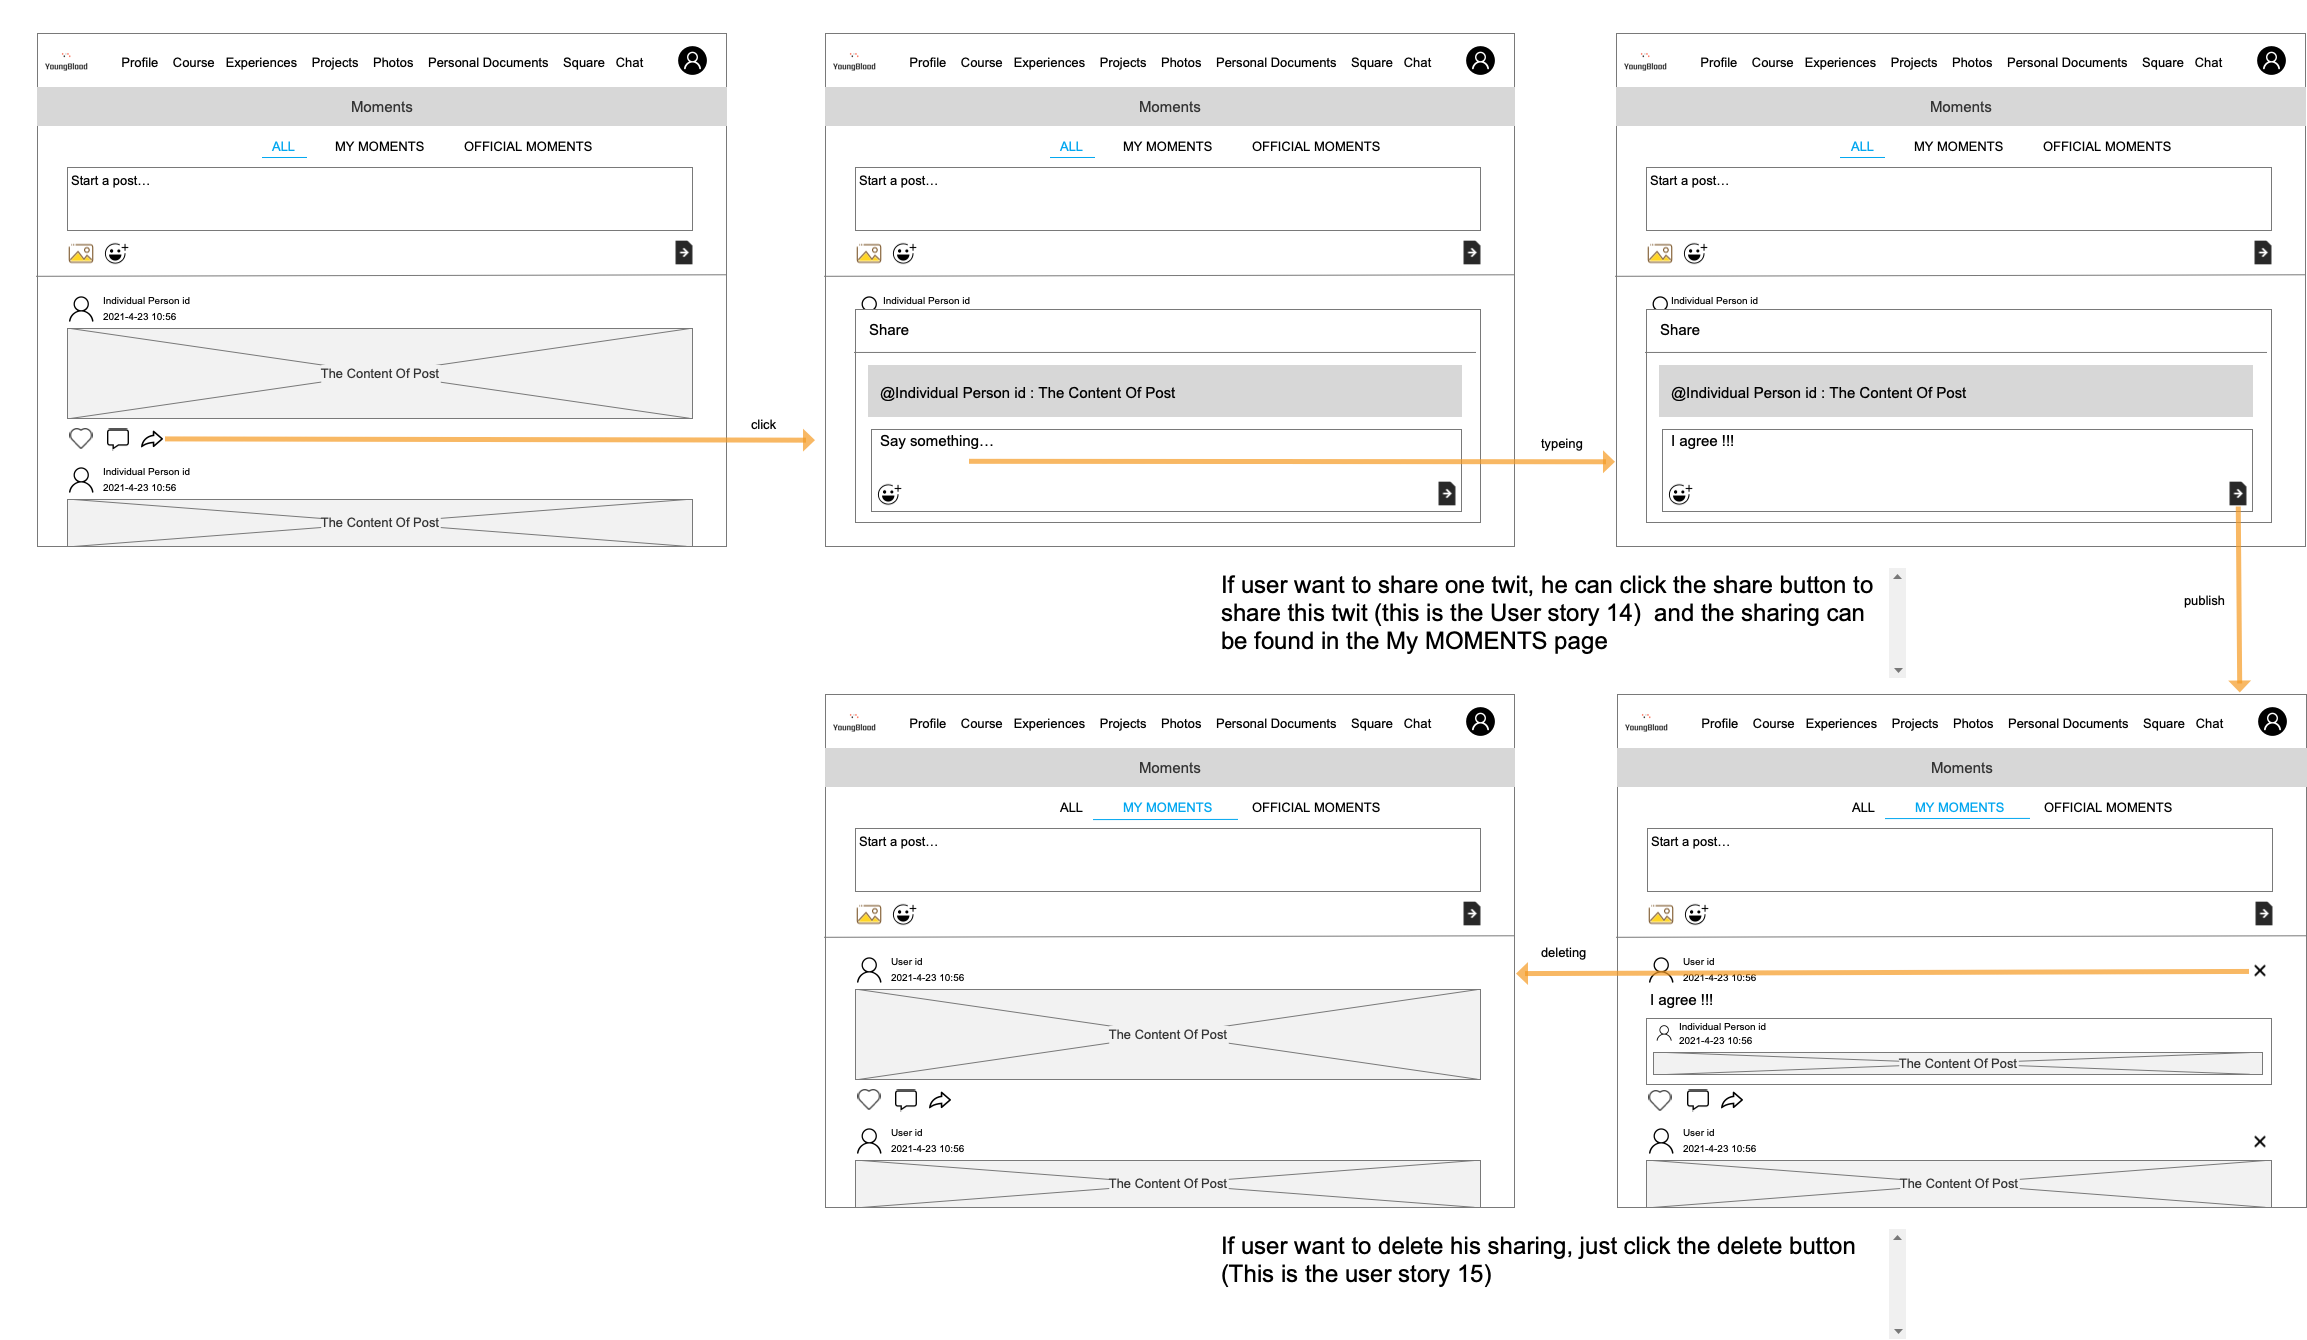 YoungBlood Profile Course Experiences Projects Photos Personal Documents Square Chat
Moments
ALL MY MOMENTS OFFICIAL MOMENTS
Start a post...
Individual Person id
2021-4-23 10:56
The Content Of Post
Individual Person id
2021-4-23 10:56
The Content Of Post
click
YoungBlood Profile Course Experiences Projects Photos Personal Documents Square Chat
Moments
ALL MY MOMENTS OFFICIAL MOMENTS
Start a post...
Individual Person id
Share
@Individual Person id : The Content Of Post
Say something...
typeing
YoungBlood Profile Course Experiences Projects Photos Personal Documents Square Chat
Moments
ALL MY MOMENTS OFFICIAL MOMENTS
Start a post...
Individual Person id
Share
@Individual Person id : The Content Of Post
I agree !!!
If user want to share one twit, he can click the share button to
share this twit (this is the User story 14)  and the sharing can
be found in the My MOMENTS page
publish
YoungBlood Profile Course Experiences Projects Photos Personal Documents Square Chat
Moments
ALL MY MOMENTS OFFICIAL MOMENTS
Start a post...
User id
2021-4-23 10:56
The Content Of Post
User id
2021-4-23 10:56
The Content Of Post
deleting
YoungBlood Profile Course Experiences Projects Photos Personal Documents Square Chat
Moments
ALL MY MOMENTS OFFICIAL MOMENTS
Start a post...
User id
2021-4-23 10:56
I agree !!!
Individual Person id
2021-4-23 10:56
The Content Of Post
User id
2021-4-23 10:56
The Content Of Post
If user want to delete his sharing, just click the delete button
(This is the user story 15)